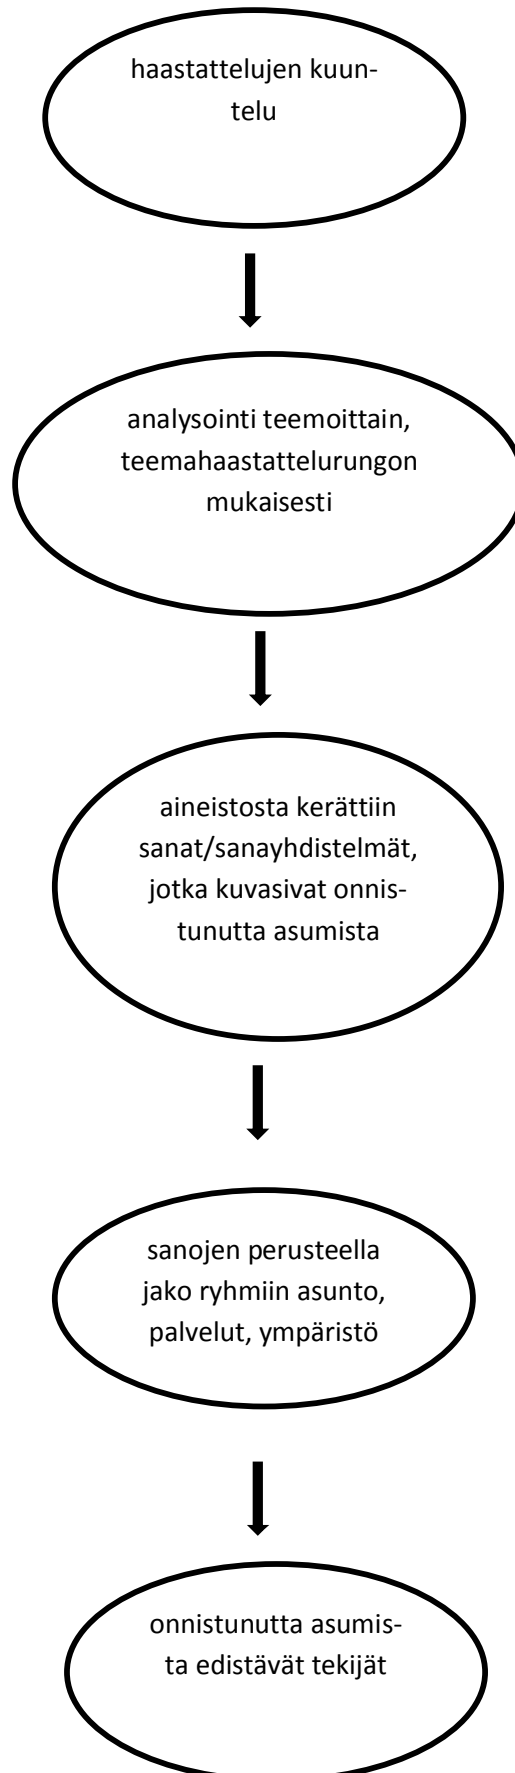 haastattelujen kuun-
telu
analysointi teemoittain,
teemahaastattelurungon
mukaisesti
aineistosta kerättiin
sanat/sanayhdistelmät,
jotka kuvasivat onnis-
tunutta asumista
sanojen perusteella
jako ryhmiin asunto,
palvelut, ympäristö
onnistunutta asumis-
ta edistävät tekijät